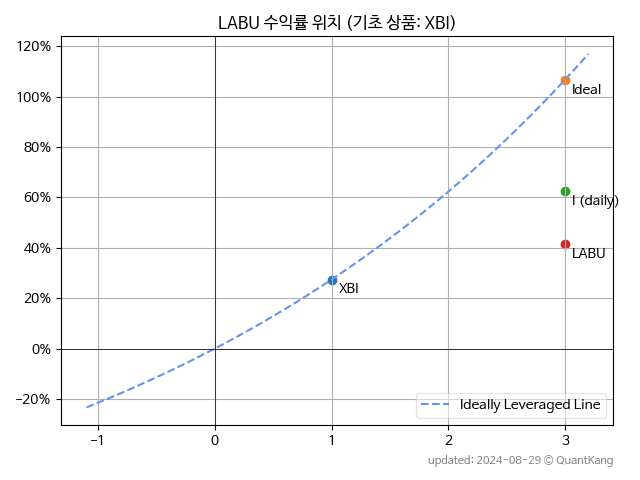 LABU 수익률 위치 (기초 상품: XBI)
120%
100%
80%
60%
40%
20%
0%
−20%
Ideal
I (daily)
LABU
XBI
Ideally Leveraged Line
−1
0
1
2
3
updated: 2024-08-29 © QuantKang